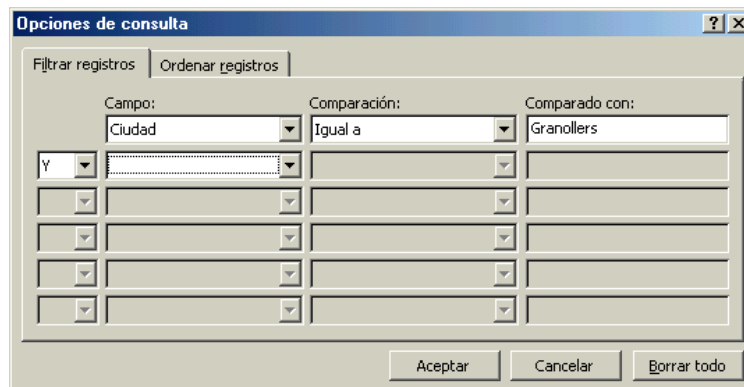 Opciones de consulta
Filtrar registros Ordenar registros
Campo: Comparación: Comparado con:
Ciudad Igual a Granollers
Y
Aceptar Cancelar Borrar todo